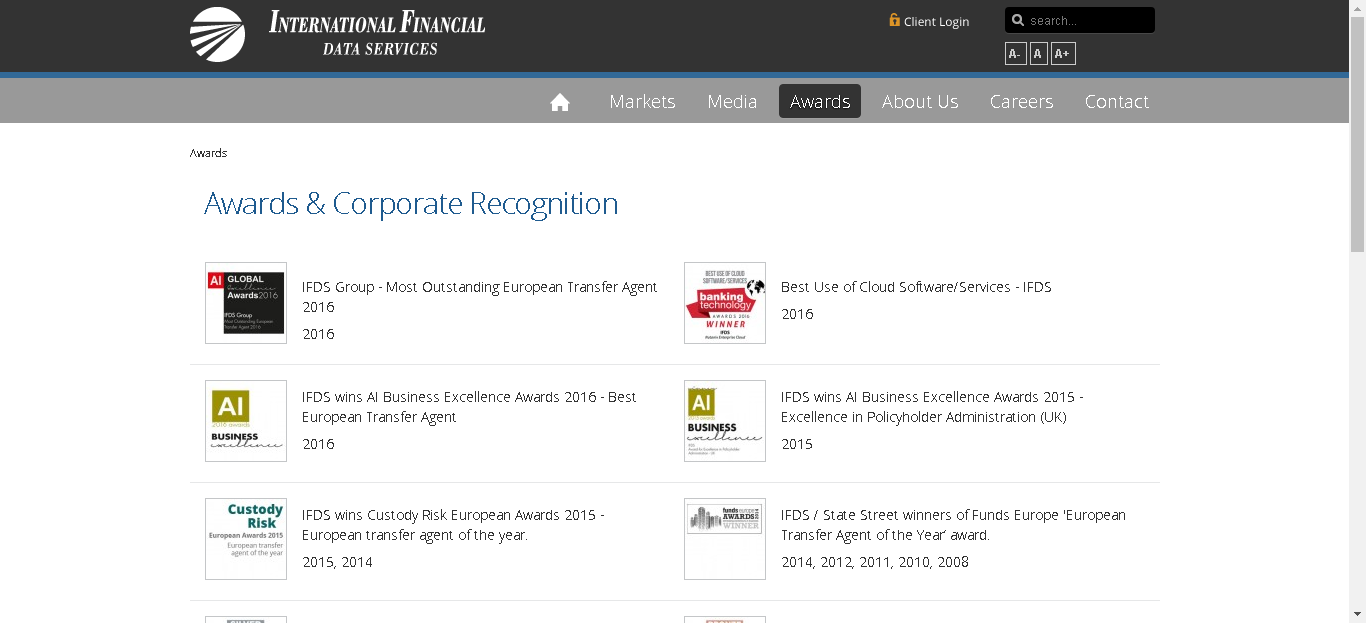 INTERNATIONAL FINANCIAL
DATA SERVICES
Client Login
search...
A- A A+
Markets Media Awards About Us Careers Contact
Awards
Awards & Corporate Recognition
AI GLOBAL
Excellence
Awards2016
IFDS Group
Most Outstanding European
Transfer Agent 2016
IFDS Group - Most Outstanding European Transfer Agent
2016
2016
BEST USE OF CLOUD
SOFTWARE/SERVICES
banking
technology
AWARDS 2016
WINNER
IFDS
Best Use of Cloud Software/Services - IFDS
2016
AI
2016 awards
BUSINESS
excellence
IFDS wins AI Business Excellence Awards 2016 - Best
European Transfer Agent
2016
AI
2015 awards
BUSINESS
excellence
IFDS wins AI Business Excellence Awards 2015 -
Excellence in Policyholder Administration (UK)
2015
Custody
Risk
European Awards 2015
European transfer
agent of the year
IFDS wins Custody Risk European Awards 2015 -
European transfer agent of the year.
2015, 2014
funds europe
AWARDS 2014
WINNER
IFDS / State Street winners of Funds Europe 'European
Transfer Agent of the Year' award.
2014, 2012, 2011, 2010, 2008